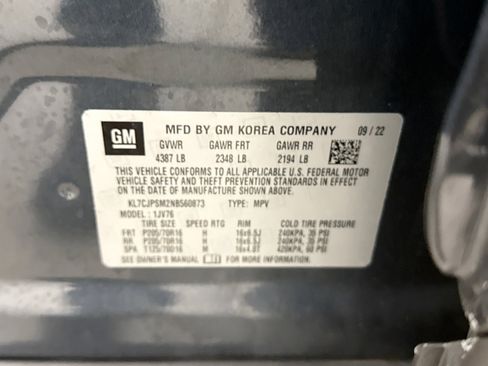 GM
MFD BY GM KOREA COMPANY 09 / 22
GVWR GAWR FRT GAWR RR
4387 LB 2348 LB 2194 LB
THIS VEHICLE CONFORMS TO ALL APPLICABLE U.S. FEDERAL MOTOR
VEHICLE SAFETY AND THEFT PREVENTION STANDARDS IN EFFECT ON
THE DATE OF MANUFACTURE SHOWN ABOVE.
KL7CJPSM2NB560873 TYPE: MPV
MODEL: 1JV76
TIRE SIZE SPEED RTG RIM COLD TIRE PRESSURE
FRT P205/70R16 H 16x6.5J 240KPA, 35 PSI
RR P205/70R16 H 16x6.5J 240KPA, 35 PSI
SPA T125/70D16 M 16x4.0T 420KPA, 60 PSI
SEE OWNER'S MANUAL FOR MORE INFORMATION